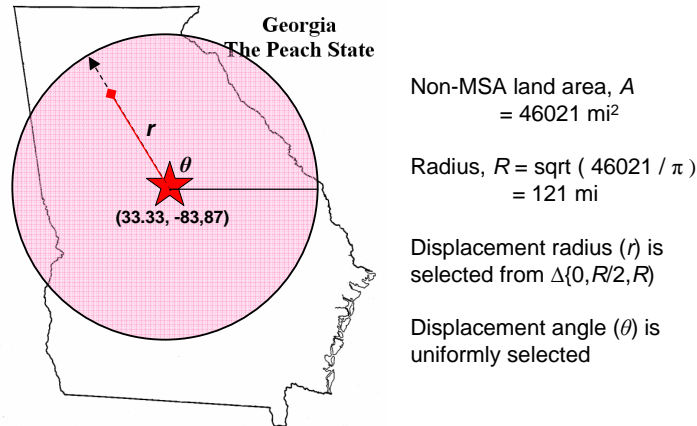 Georgia
The Peach State
r
θ
(33.33, -83,87)
Non-MSA land area, A
= 46021 mi²
Radius, R = sqrt ( 46021 / π )
= 121 mi
Displacement radius (r) is
selected from Δ{0,R/2,R)
Displacement angle (θ) is
uniformly selected